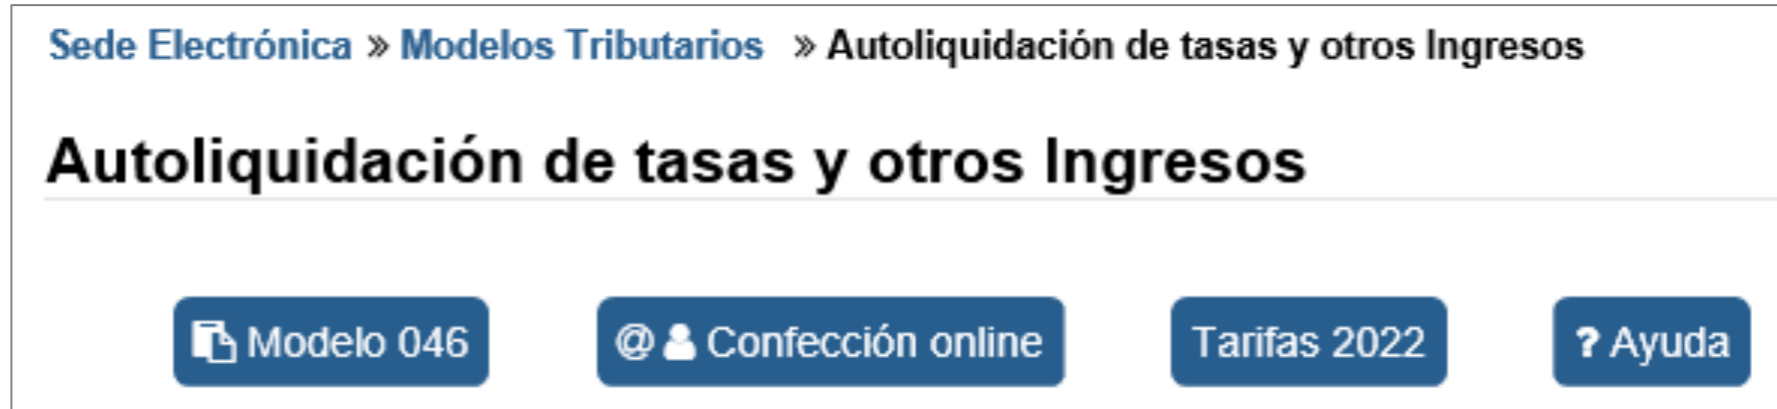 Sede Electrónica » Modelos Tributarios » Autoliquidación de tasas y otros Ingresos
Autoliquidación de tasas y otros Ingresos
Modelo 046 @ Confección online Tarifas 2022 ? Ayuda